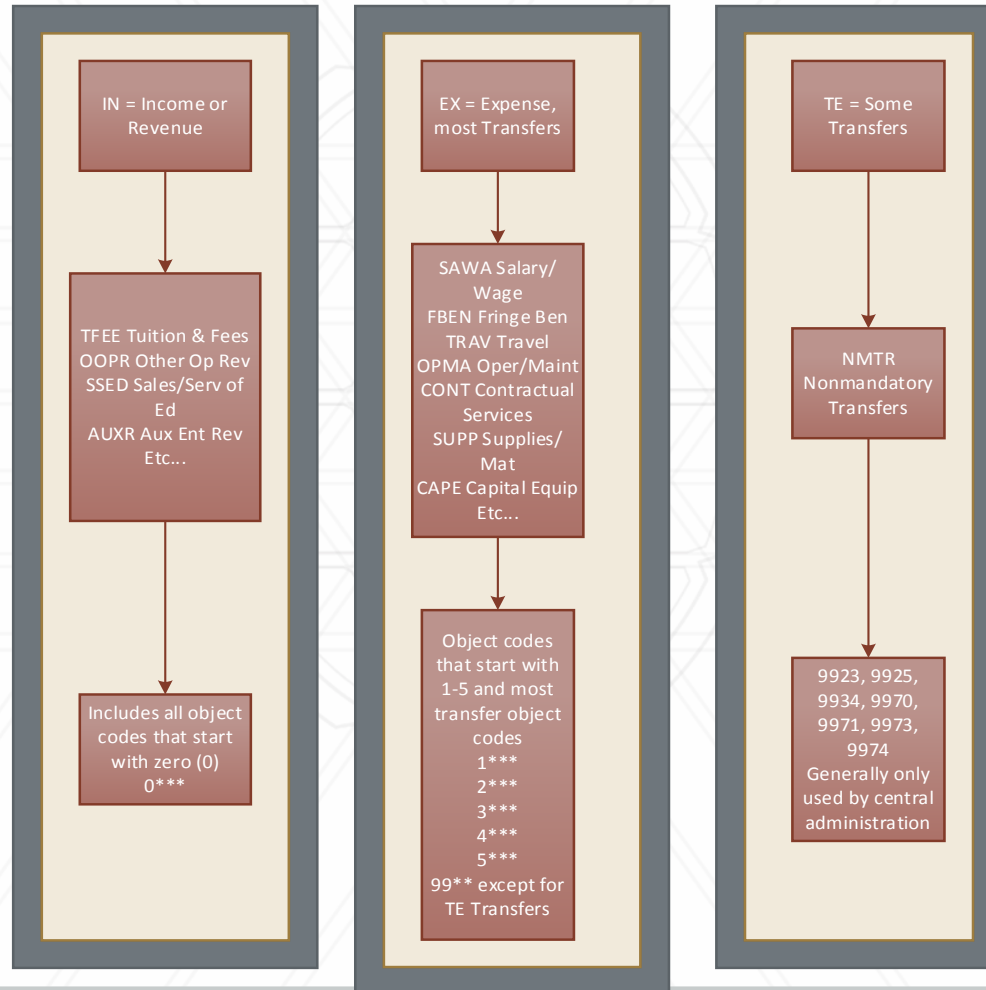 IN = Income or
Revenue
TFEE Tuition & Fees
OOPR Other Op Rev
SSED Sales/Serv of
Ed
AUXR Aux Ent Rev
Etc...
Includes all object
codes that start
with zero (0)
0***
EX = Expense,
most Transfers
SAWA Salary/
Wage
FBEN Fringe Ben
TRAV Travel
OPMA Oper/Maint
CONT Contractual
Services
SUPP Supplies/
Mat
CAPE Capital Equip
Etc...
Object codes
that start with
1-5 and most
transfer object
codes
1***
2***
3***
4***
5***
99** except for
TE Transfers
TE = Some
Transfers
NMTR
Nonmandatory
Transfers
9923, 9925,
9934, 9970,
9971, 9973,
9974
Generally only
used by central
administration